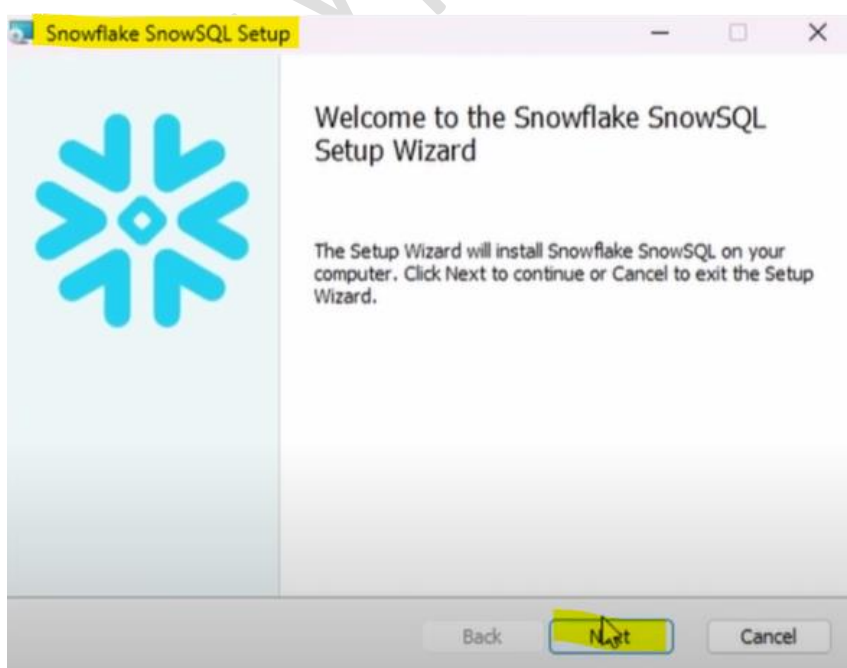 Snowflake SnowSQL Setup
Welcome to the Snowflake SnowSQL
Setup Wizard
The Setup Wizard will install Snowflake SnowSQL on your
computer. Click Next to continue or Cancel to exit the Setup
Wizard.
Back Next Cancel